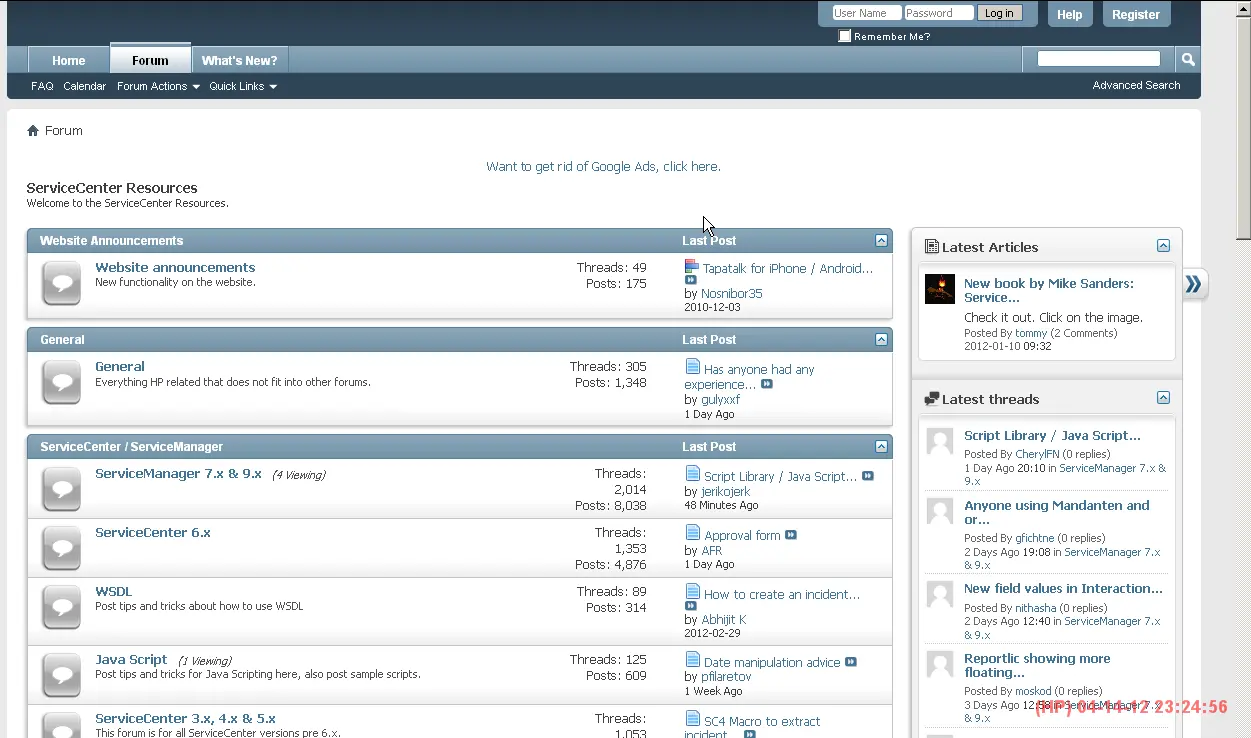 User Name Password Log in Help Register
Remember Me?
Home Forum What's New?
FAQ Calendar Forum Actions Quick Links Advanced Search
Forum
Want to get rid of Google Ads, click here.
ServiceCenter Resources
Welcome to the ServiceCenter Resources.
Website Announcements Last Post
Website announcements
New functionality on the website.
Threads: 49
Posts: 175
Tapatalk for iPhone / Android...
by Nosnibor35
2010-12-03
General Last Post
General
Everything HP related that does not fit into other forums.
Threads: 305
Posts: 1,348
Has anyone had any
experience...
by gulyxxf
1 Day Ago
ServiceCenter / ServiceManager Last Post
ServiceManager 7.x & 9.x (4 Viewing)
Threads:
2,014
Posts: 8,038
Script Library / Java Script...
by jerikojerk
48 Minutes Ago
ServiceCenter 6.x
Threads:
1,353
Posts: 4,876
Approval form
by AFR
1 Day Ago
WSDL
Post tips and tricks about how to use WSDL
Threads: 89
Posts: 314
How to create an incident...
by Abhijit K
2012-02-29
Java Script (1 Viewing)
Post tips and tricks for Java Scripting here, also post sample scripts.
Threads: 125
Posts: 609
Date manipulation advice
by pfilaretov
1 Week Ago
ServiceCenter 3.x, 4.x & 5.x
This forum is for all ServiceCenter versions pre 6.x.
Threads:
1,053
SC4 Macro to extract
incident...
Latest Articles
New book by Mike Sanders:
Service...
Check it out. Click on the image.
Posted By tommy (2 Comments)
2012-01-10 09:32
Latest threads
Script Library / Java Script...
Posted By CherylFN (0 replies)
1 Day Ago 20:10 in ServiceManager 7.x &
9.x
Anyone using Mandanten and
or...
Posted By gfichtne (0 replies)
2 Days Ago 19:08 in ServiceManager 7.x
& 9.x
New field values in Interaction...
Posted By nithasha (0 replies)
2 Days Ago 12:40 in ServiceManager 7.x
& 9.x
Reportlic showing more
floating...
Posted By moskod (0 replies)
3 Days Ago 12:58 in ServiceManager 7.x
& 9.x
(HP) 04-14-12 23:24:56